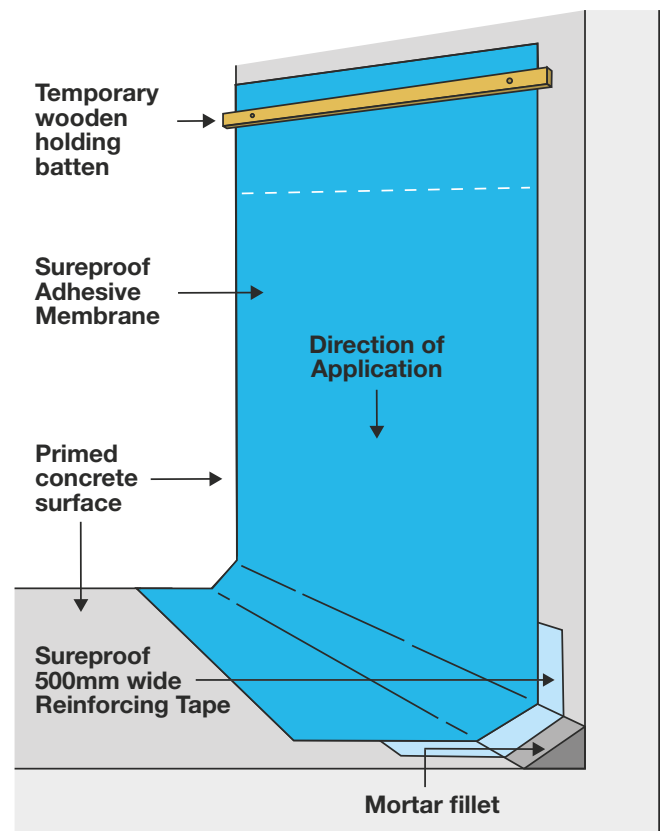 Temporary
wooden
holding
batten
Sureproof
Adhesive
Membrane
Direction of
Application
Primed
concrete
surface
Sureproof
500mm wide
Reinforcing Tape
Mortar fillet